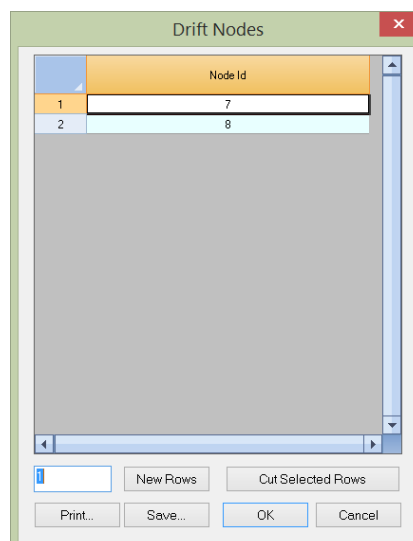 Drift Nodes
Node Id
1 7
2 8
1 New Rows Cut Selected Rows
Print... Save... OK Cancel